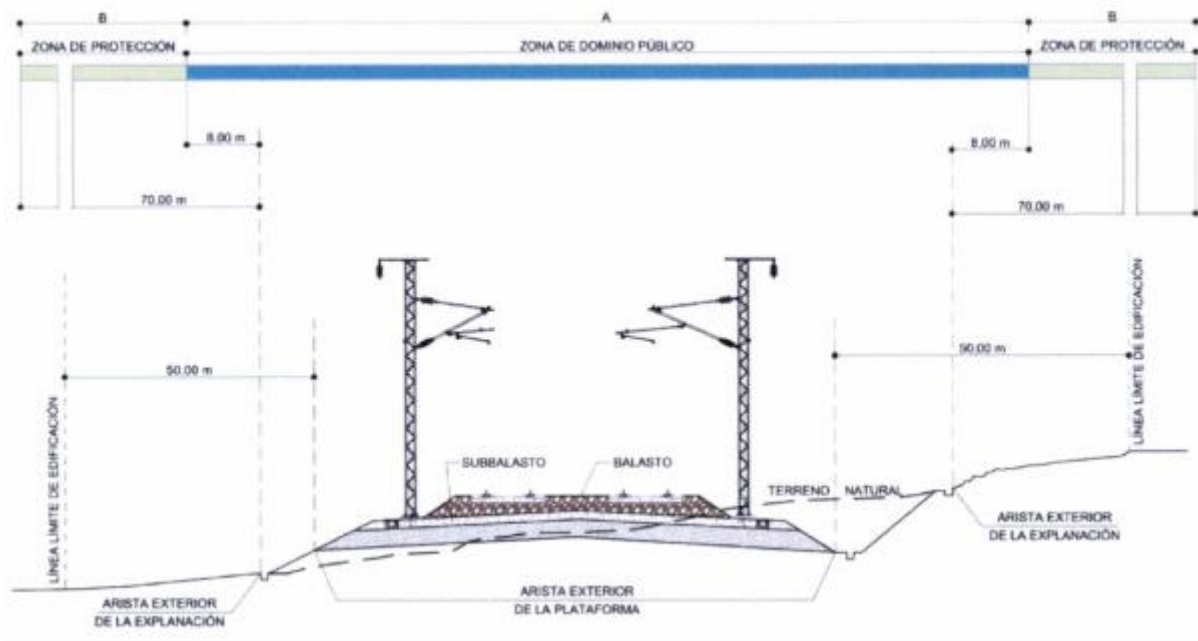 B
A
B
ZONA DE PROTECCIÓN
ZONA DE DOMINIO PÚBLICO
ZONA DE PROTECCIÓN
8,00 m
8,00 m
70,00 m
70,00 m
50,00 m
50,00 m
LÍNEA LÍMITE DE EDIFICACIÓN
LÍNEA LÍMITE DE EDIFICACIÓN
SUBBALASTO
BALASTO
TERRENO NATURAL
ARISTA EXTERIOR
DE LA EXPLANACIÓN
ARISTA EXTERIOR
DE LA PLATAFORMA
ARISTA EXTERIOR
DE LA EXPLANACIÓN